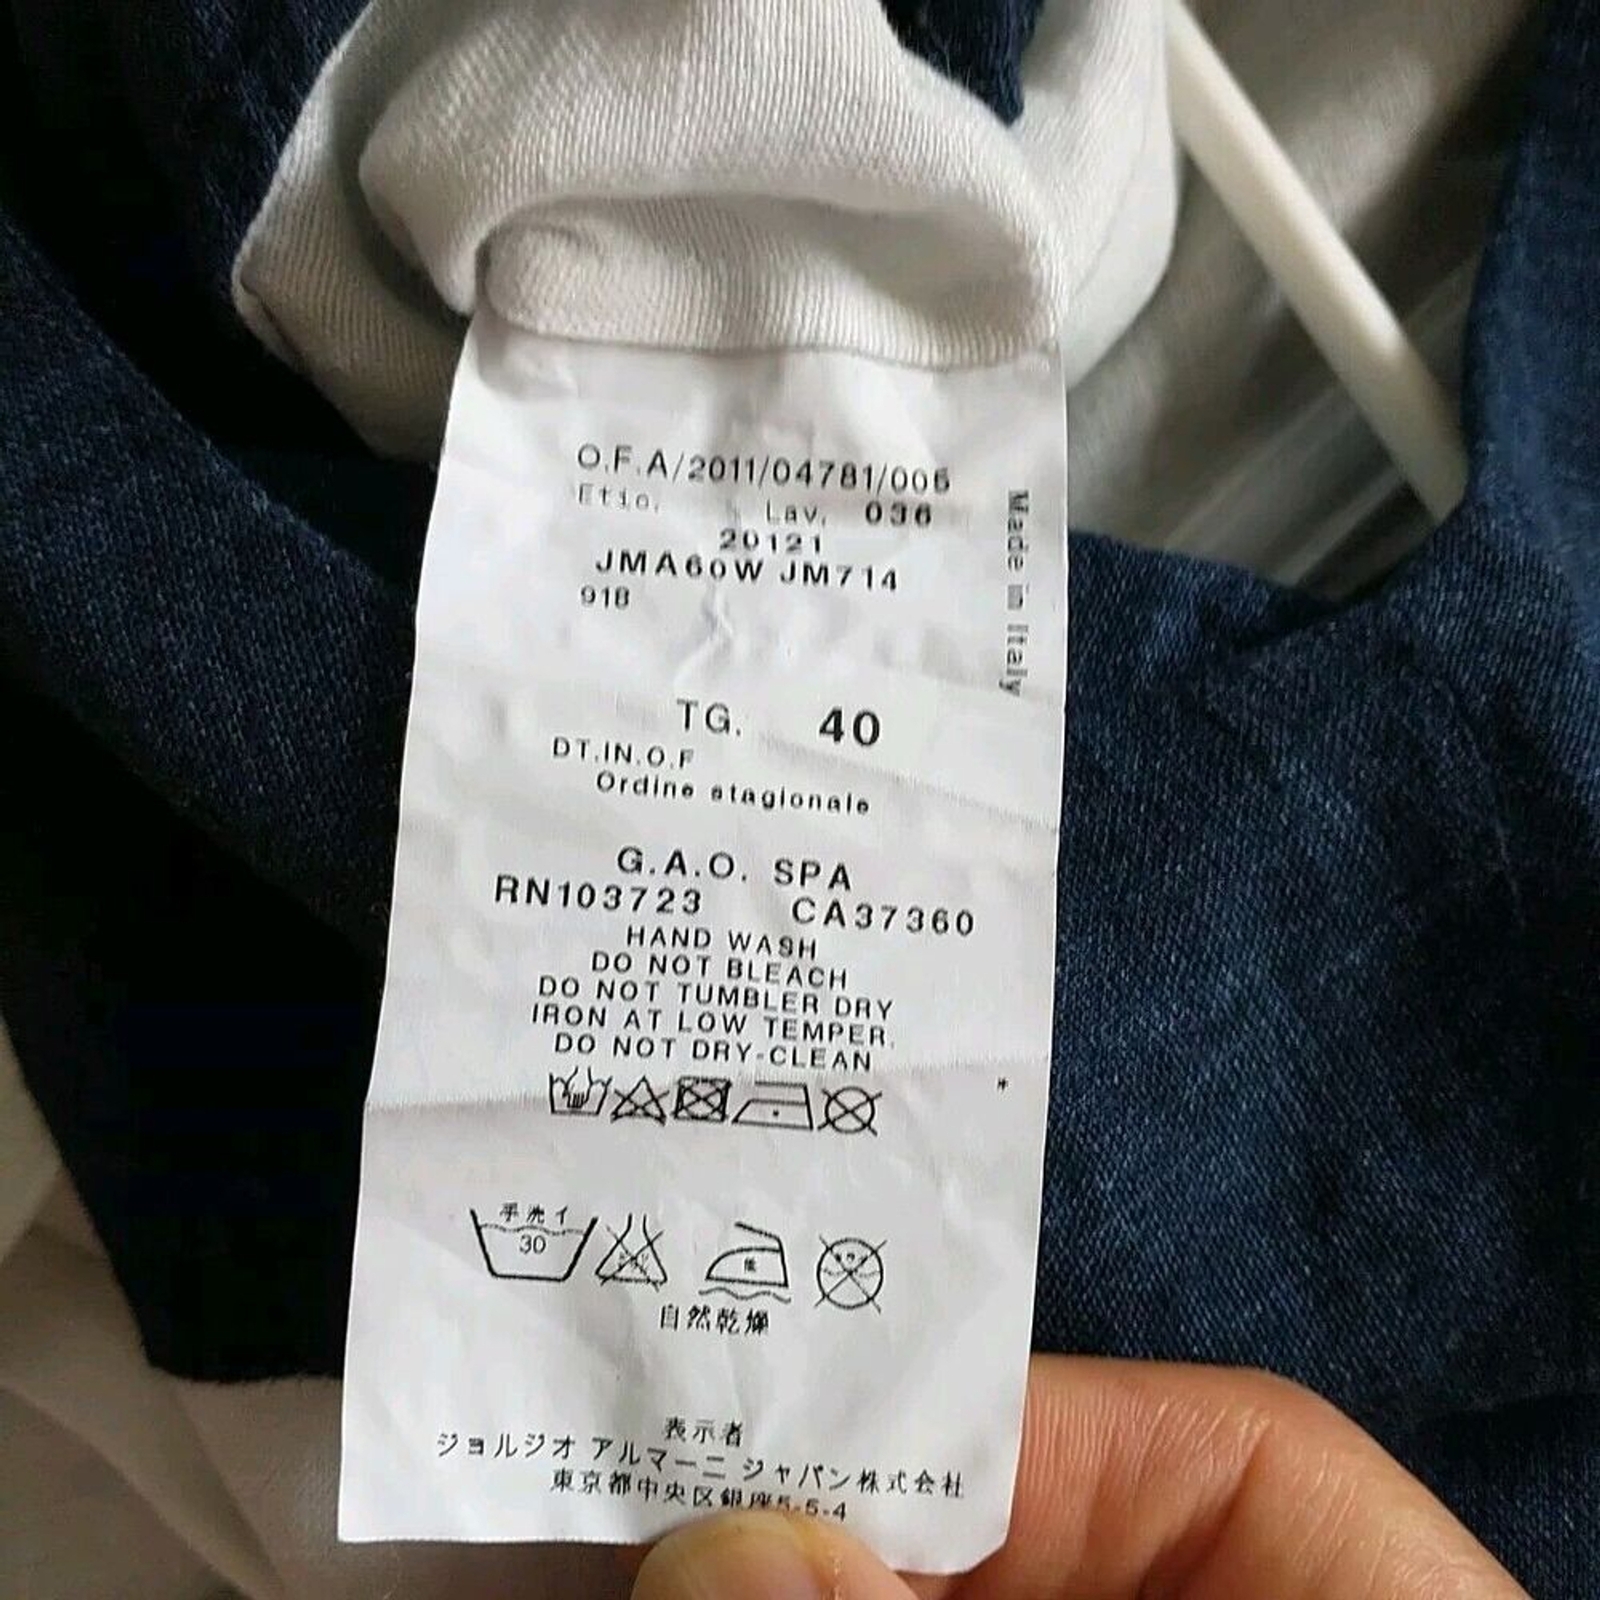 O.F.A/2011/04781/005
Etic. Lav. 036
20121
JMA60W JM714
918
Made in Italy
TG. 40
DT.IN.O.F
Ordine stagionale
G.A.O. SPA
RN103723 CA37360
HAND WASH
DO NOT BLEACH
DO NOT TUMBLER DRY
IRON AT LOW TEMPER.
DO NOT DRY-CLEAN
*
手洗イ
30
低
自然乾燥
表示者
ジョルジオ アルマーニ ジャパン株式会社
東京都中央区銀座5-5-4